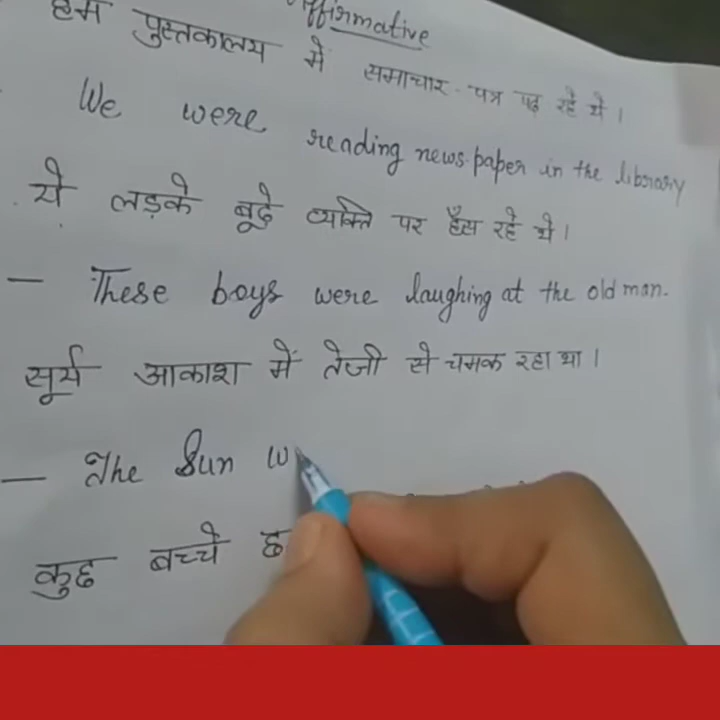 Affirmative
हम पुस्तकालय में समाचार-पत्र पढ़ रहे थे।
We were reading news paper in the library
ये लड़के बूढे व्यक्ति पर हँस रहे थे।
— These boys were laughing at the old man.
सूर्य आकाश में तेजी से चमक रहा था।
— The Sun w
कुछ बच्चे